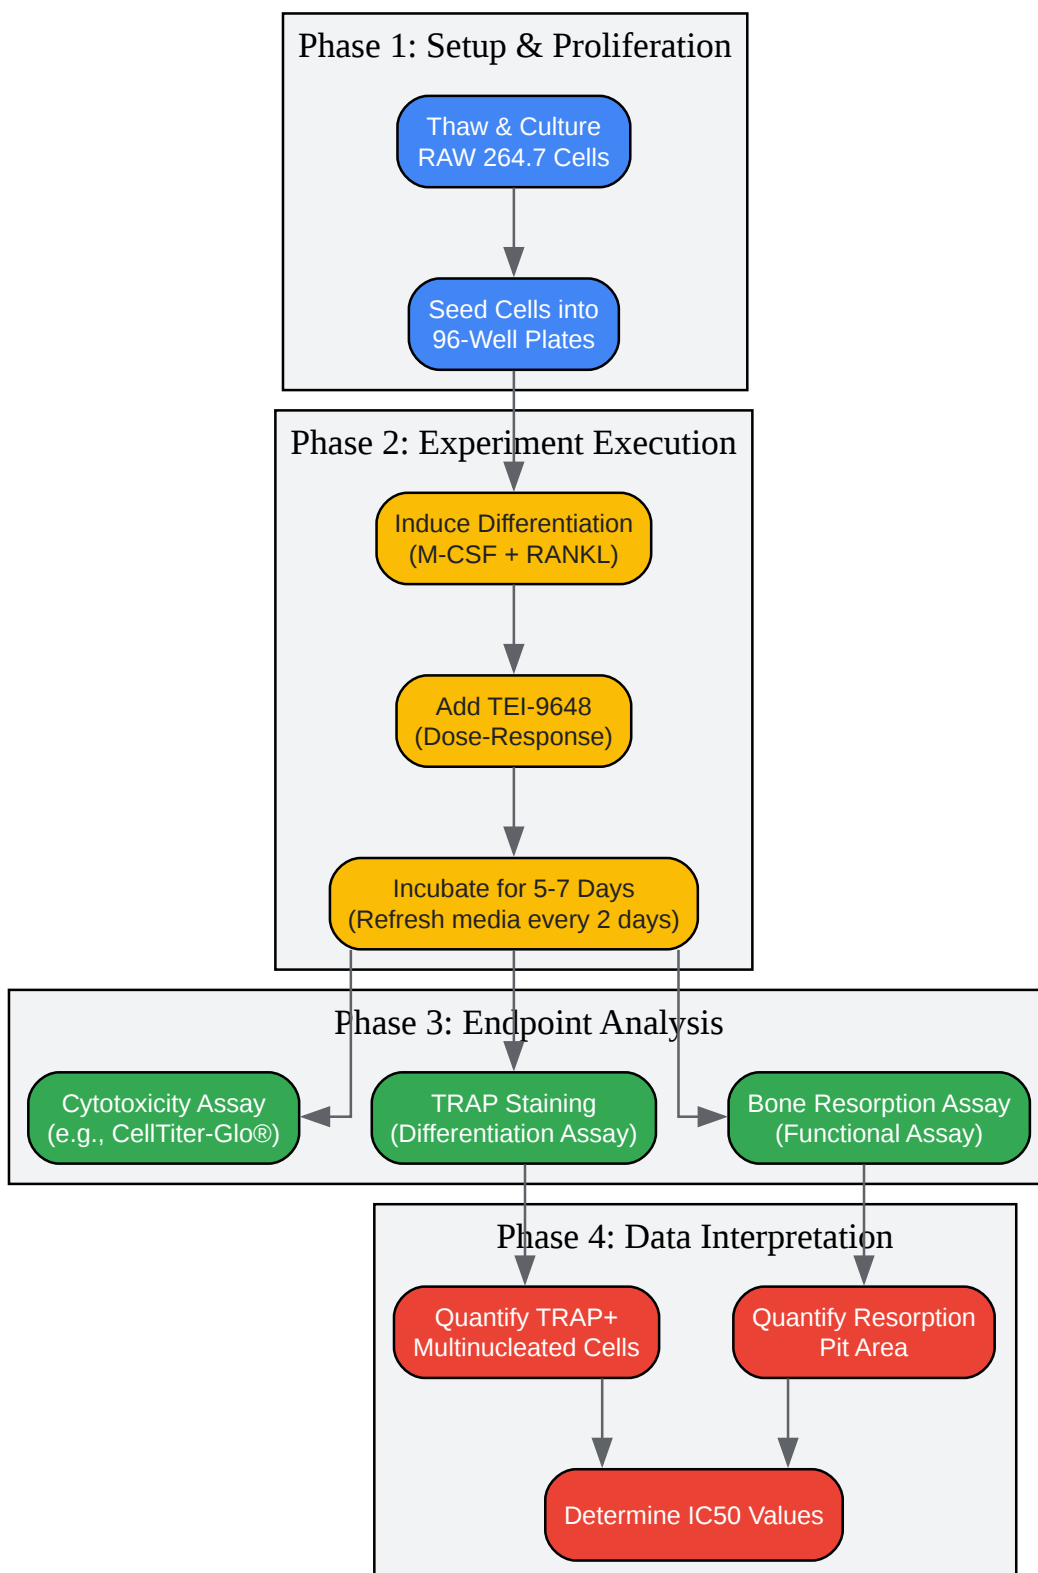 Phase 1: Setup & Proliferation
Thaw & Culture
RAW 264.7 Cells
Seed Cells into
96-Well Plates
Phase 2: Experiment Execution
Induce Differentiation
(M-CSF + RANKL)
Add TEI-9648
(Dose-Response)
Incubate for 5-7 Days
(Refresh media every 2 days)
Phase 3: Endpoint Analysis
Cytotoxicity Assay
(e.g., CellTiter-Glo®)
TRAP Staining
(Differentiation Assay)
Bone Resorption Assay
(Functional Assay)
Phase 4: Data Interpretation
Quantify TRAP+
Multinucleated Cells
Quantify Resorption
Pit Area
Determine IC50 Values